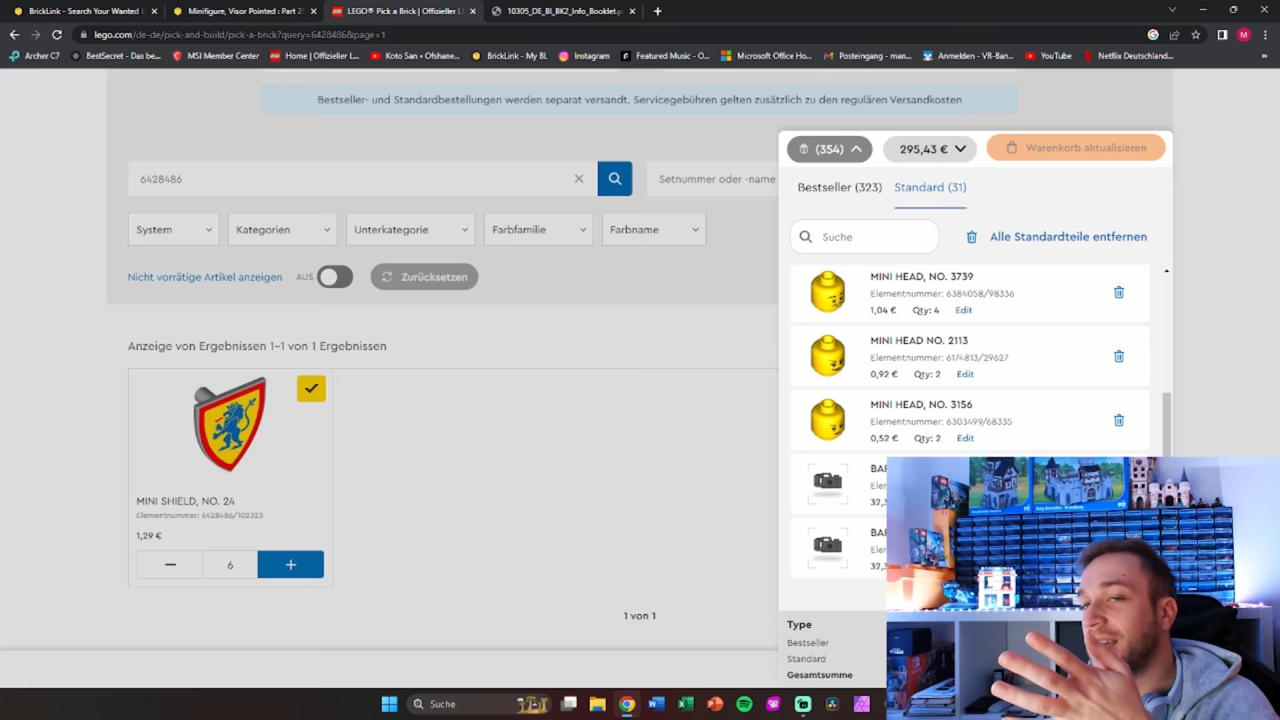 BrickLink - Search Your Wanted L
Minifigure, Visor Pointed : Part 2
LEGO® Pick a Brick | Offizieller L
10305_DE_BI_BK2_Info_Booklet.p
lego.com/de-de/pick-and-build/pick-a-brick?query=6428486&page=1
M
Archer C7
BestSecret - Das be...
MSI Member Center
Home | Offizieller L...
Koto San • Ofshane...
BrickLink - My BL
Instagram
Featured Music - O...
Microsoft Office Ho...
Posteingang - man...
Anmelden - VR-Ban...
YouTube
Netflix Deutschland...
Bestseller- und Standardbestellungen werden separat versandt. Servicegebühren gelten zusätzlich zu den regulären Versandkosten
6428486
Setnummer oder -name
System
Kategorien
Unterkategorie
Farbfamilie
Farbname
Nicht vorrätige Artikel anzeigen
AUS
Zurücksetzen
Anzeige von Ergebnissen 1-1 von 1 Ergebnissen
MINI SHIELD, NO. 24
Elementnummer: 6428486/102323
1,29 €
6
1 von 1
(354)
295,43 €
Warenkorb aktualisieren
Bestseller (323)
Standard (31)
Suche
Alle Standardteile entfernen
MINI HEAD, NO. 3739
Elementnummer: 6384058/98336
1,04 € Qty: 4 Edit
MINI HEAD NO. 2113
Elementnummer: 6174813/29627
0,92 € Qty: 2 Edit
MINI HEAD, NO. 3156
Elementnummer: 6303499/68335
0,52 € Qty: 2 Edit
Type
Bestseller
Standard
Gesamtsumme
Suche